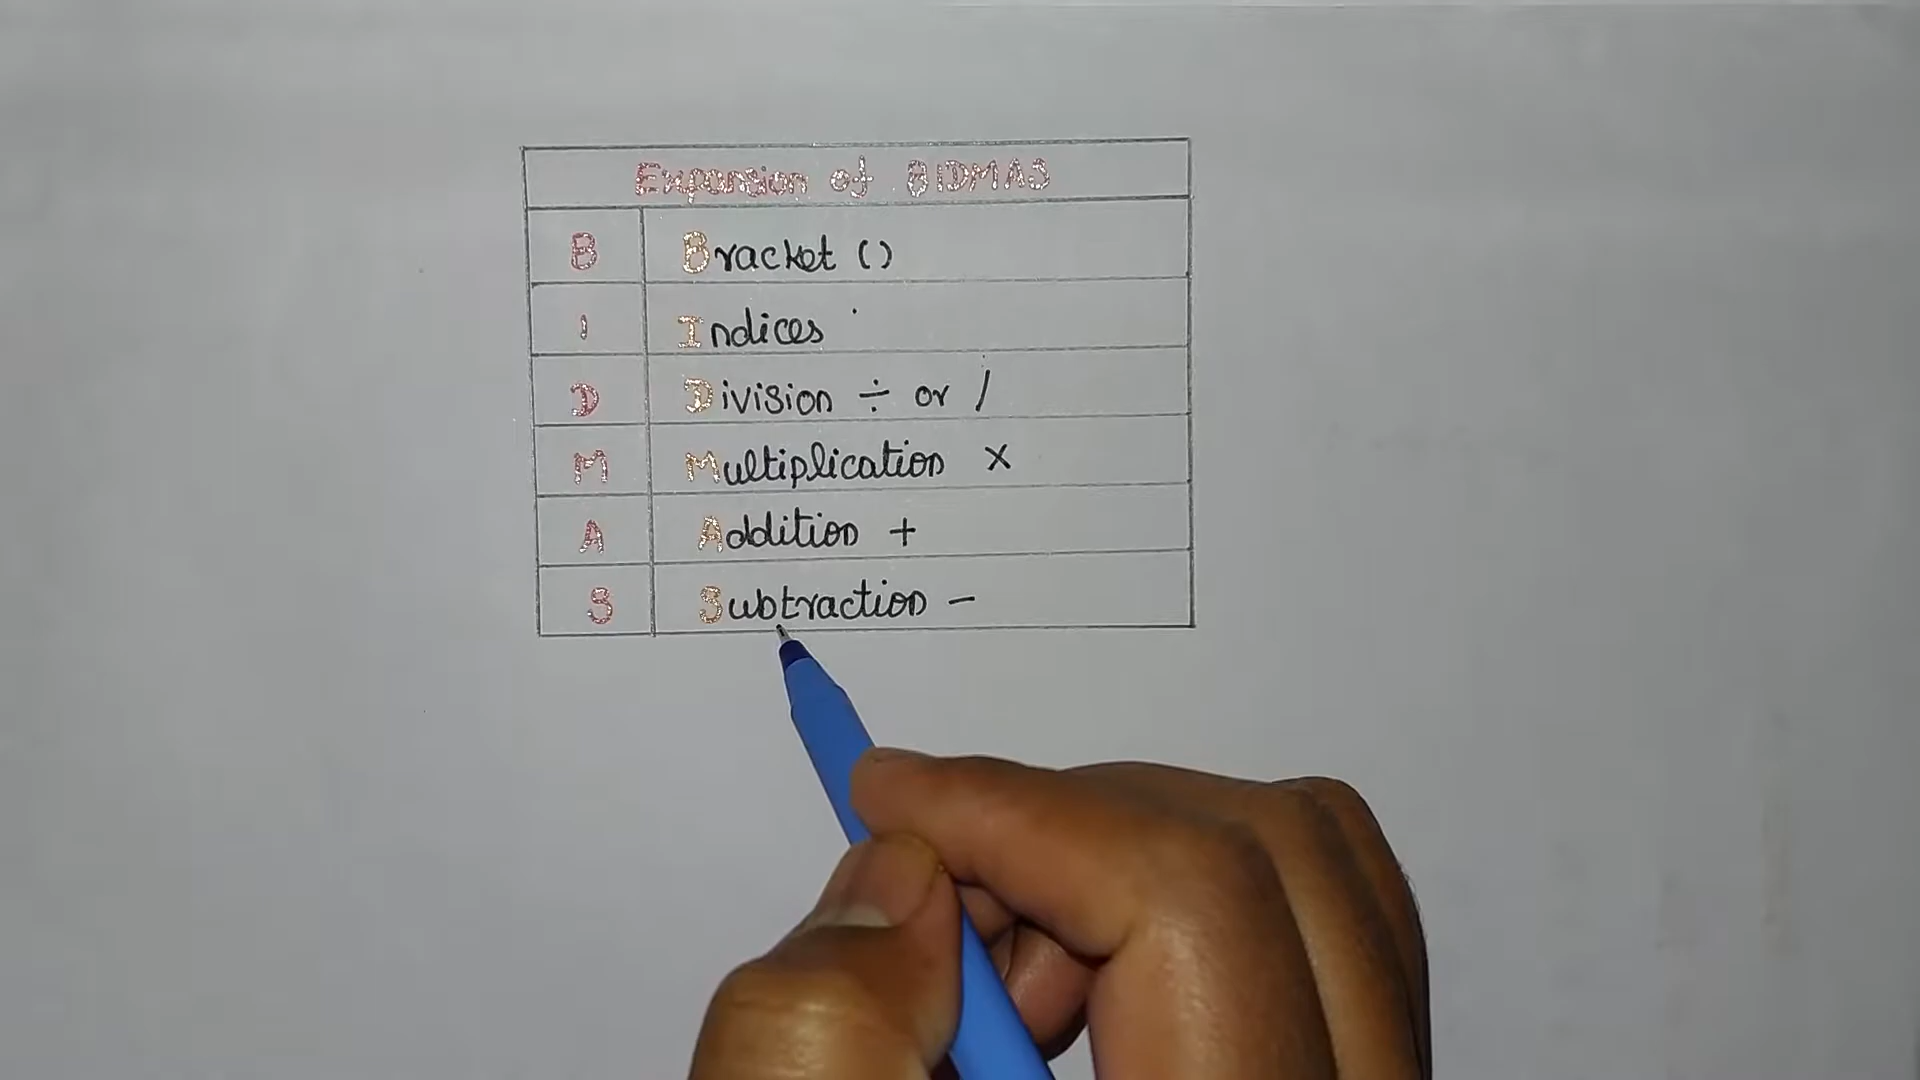 Expansion of BIDMAS
B Bracket ()
I Indices
D Division ÷ or /
M Multiplication ×
A Addition +
S Subtraction −